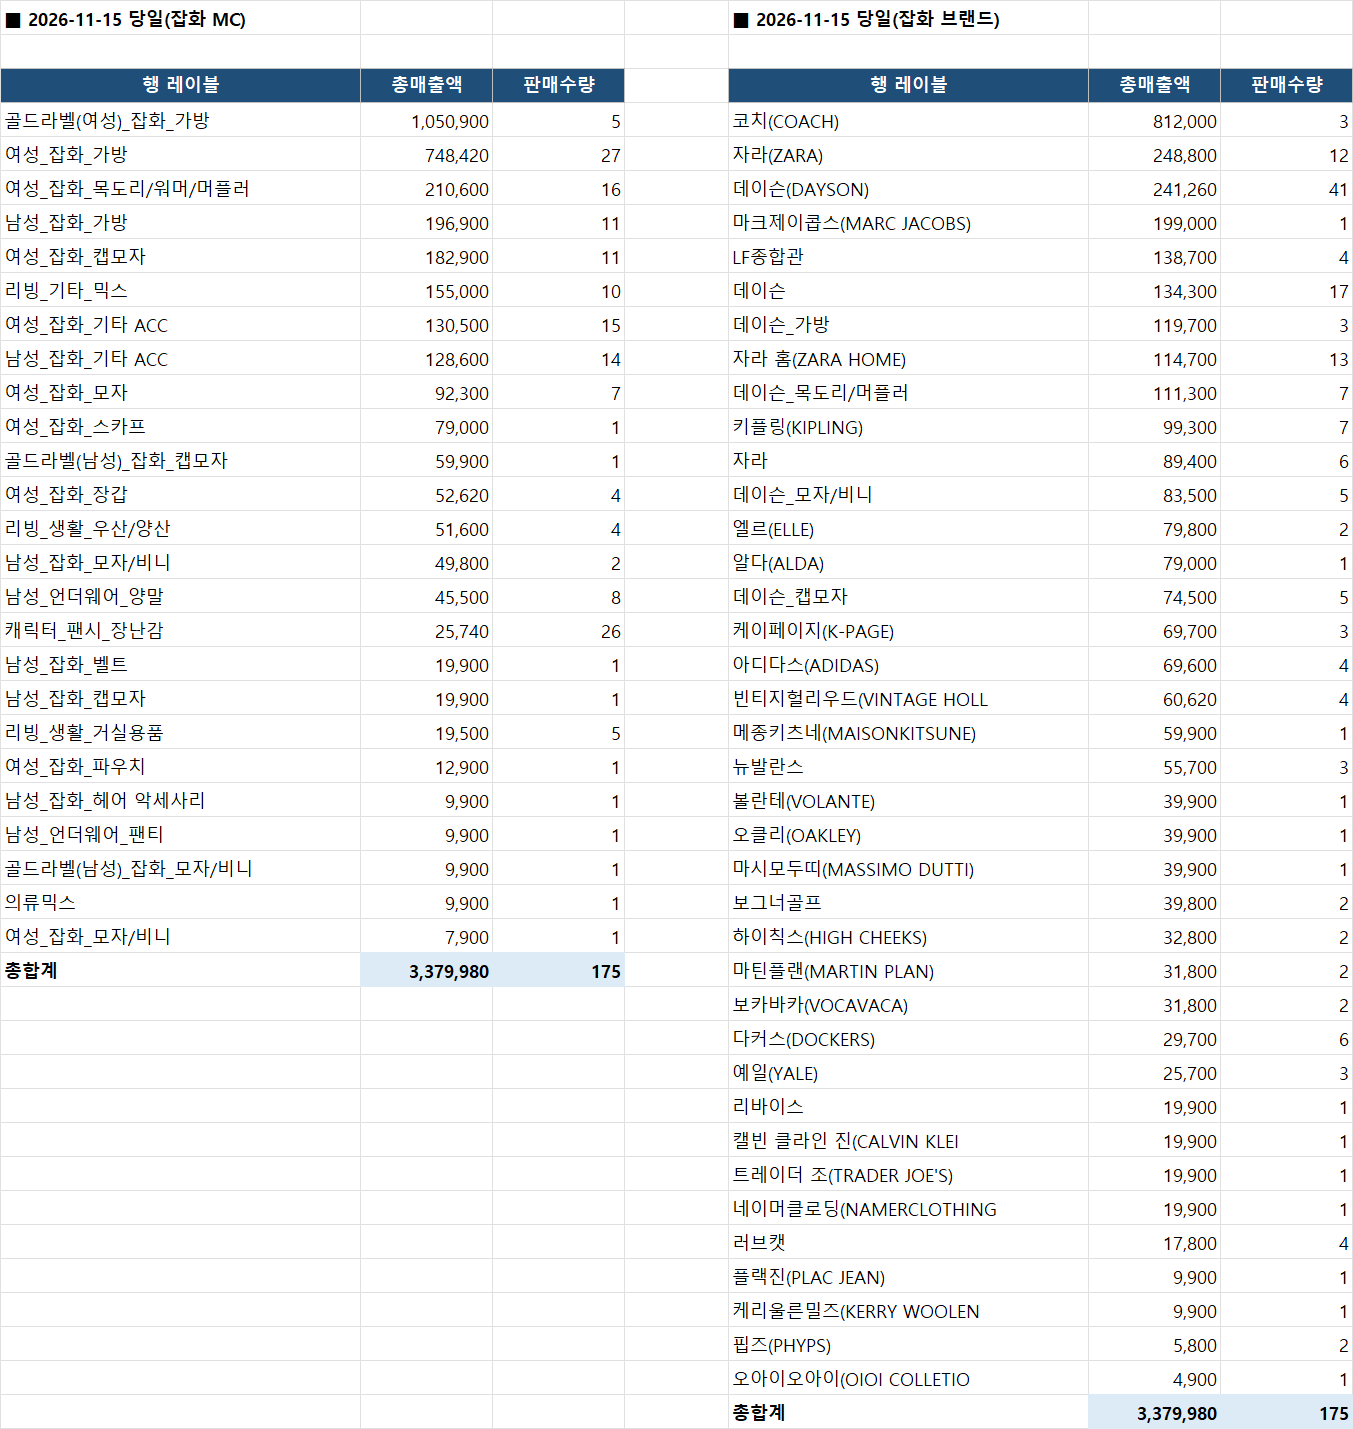 ■ 2026-11-15 당일(잡화 MC)
행 레이블 총매출액 판매수량
골드라벨(여성)_잡화_가방 1,050,900 5
여성_잡화_가방 748,420 27
여성_잡화_목도리/워머/머플러 210,600 16
남성_잡화_가방 196,900 11
여성_잡화_캡모자 182,900 11
리빙_기타_믹스 155,000 10
여성_잡화_기타 ACC 130,500 15
남성_잡화_기타 ACC 128,600 14
여성_잡화_모자 92,300 7
여성_잡화_스카프 79,000 1
골드라벨(남성)_잡화_캡모자 59,900 1
여성_잡화_장갑 52,620 4
리빙_생활_우산/양산 51,600 4
남성_잡화_모자/비니 49,800 2
남성_언더웨어_양말 45,500 8
캐릭터_팬시_장난감 25,740 26
남성_잡화_벨트 19,900 1
남성_잡화_캡모자 19,900 1
리빙_생활_거실용품 19,500 5
여성_잡화_파우치 12,900 1
남성_잡화_헤어 악세사리 9,900 1
남성_언더웨어_팬티 9,900 1
골드라벨(남성)_잡화_모자/비니 9,900 1
의류믹스 9,900 1
여성_잡화_모자/비니 7,900 1
총합계 3,379,980 175
■ 2026-11-15 당일(잡화 브랜드)
행 레이블 총매출액 판매수량
코치(COACH) 812,000 3
자라(ZARA) 248,800 12
데이슨(DAYSON) 241,260 41
마크제이콥스(MARC JACOBS) 199,000 1
LF종합관 138,700 4
데이슨 134,300 17
데이슨_가방 119,700 3
자라 홈(ZARA HOME) 114,700 13
데이슨_목도리/머플러 111,300 7
키플링(KIPLING) 99,300 7
자라 89,400 6
데이슨_모자/비니 83,500 5
엘르(ELLE) 79,800 2
알다(ALDA) 79,000 1
데이슨_캡모자 74,500 5
케이페이지(K-PAGE) 69,700 3
아디다스(ADIDAS) 69,600 4
빈티지헐리우드(VINTAGE HOLL 60,620 4
메종키츠네(MAISONKITSUNE) 59,900 1
뉴발란스 55,700 3
볼란테(VOLANTE) 39,900 1
오클리(OAKLEY) 39,900 1
마시모두띠(MASSIMO DUTTI) 39,900 1
보그너골프 39,800 2
하이칙스(HIGH CHEEKS) 32,800 2
마틴플랜(MARTIN PLAN) 31,800 2
보카바카(VOCAVACA) 31,800 2
다커스(DOCKERS) 29,700 6
예일(YALE) 25,700 3
리바이스 19,900 1
캘빈 클라인 진(CALVIN KLEI 19,900 1
트레이더 조(TRADER JOE'S) 19,900 1
네이머클로딩(NAMERCLOTHING 19,900 1
러브캣 17,800 4
플랙진(PLAC JEAN) 9,900 1
케리울른밀즈(KERRY WOOLEN 9,900 1
핍즈(PHYPS) 5,800 2
오아이오아이(OIOI COLLETIO 4,900 1
총합계 3,379,980 175